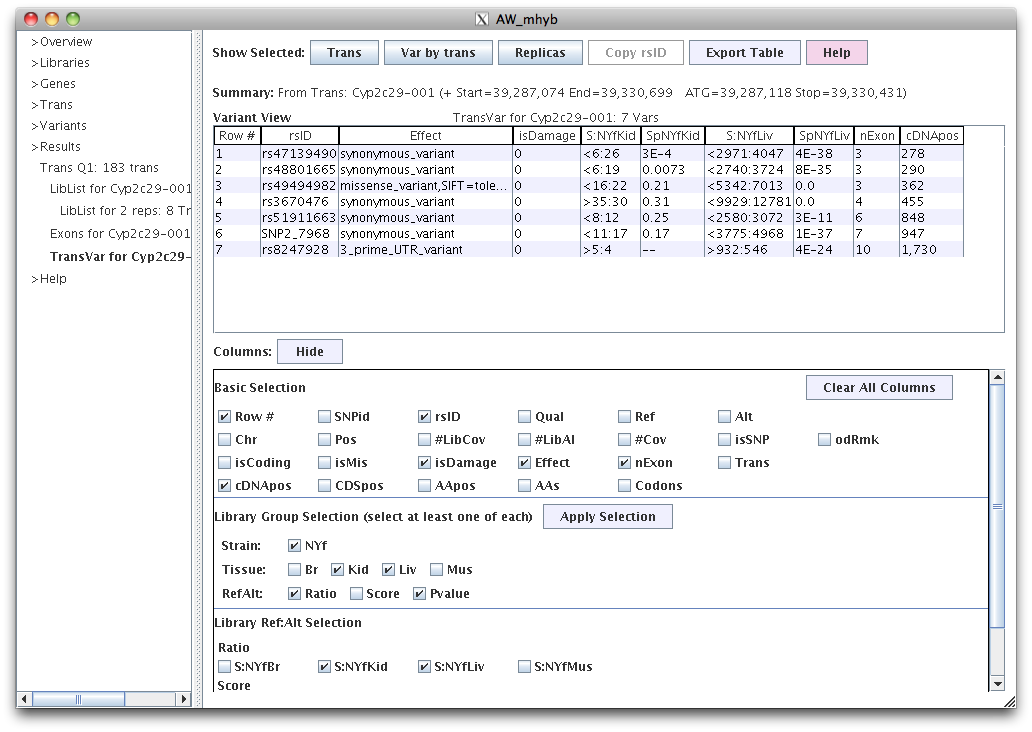 AW_mhyb
>Overview
>Libraries
>Genes
>Trans
>Variants
>Results
Trans Q1: 183 trans
LibList for Cyp2c29-001
LibList for 2 reps: 8 Tr
Exons for Cyp2c29-001
TransVar for Cyp2c29-
>Help
Show Selected: Trans Var by trans Replicas Copy rsID Export Table Help
Summary: From Trans: Cyp2c29-001 (+ Start=39,287,074 End=39,330,699 ATG=39,287,118 Stop=39,330,431)
Variant View TransVar for Cyp2c29-001: 7 Vars
Row # rsID Effect isDamage S:NYfKid SpNYfKid S:NYfLiv SpNYfLiv nExon cDNApos
1 rs47139490 synonymous_variant 0 <6:26 3E-4 <2971:4047 4E-38 3 278
2 rs48801665 synonymous_variant 0 <6:19 0.0073 <2740:3724 8E-35 3 290
3 rs49494982 missense_variant,SIFT=tole... 0 <16:22 0.21 <5342:7013 0.0 3 362
4 rs3670476 synonymous_variant 0 >35:30 0.31 <9929:12781 0.0 4 455
5 rs51911663 synonymous_variant 0 <8:12 0.25 <2580:3072 3E-11 6 848
6 SNP2_7968 synonymous_variant 0 <11:17 0.17 <3775:4968 1E-37 7 947
7 rs8247928 3_prime_UTR_variant 0 >5:4 -- >932:546 4E-24 10 1,730
Columns: Hide
Basic Selection Clear All Columns
Row # SNPid rsID Qual Ref Alt
Chr Pos #LibCov #LibAl #Cov isSNP odRmk
isCoding isMis isDamage Effect nExon Trans
cDNApos CDSpos AApos AAs Codons
Library Group Selection (select at least one of each) Apply Selection
Strain: NYf
Tissue: Br Kid Liv Mus
RefAlt: Ratio Score Pvalue
Library Ref:Alt Selection
Ratio
S:NYfBr S:NYfKid S:NYfLiv S:NYfMus
Score